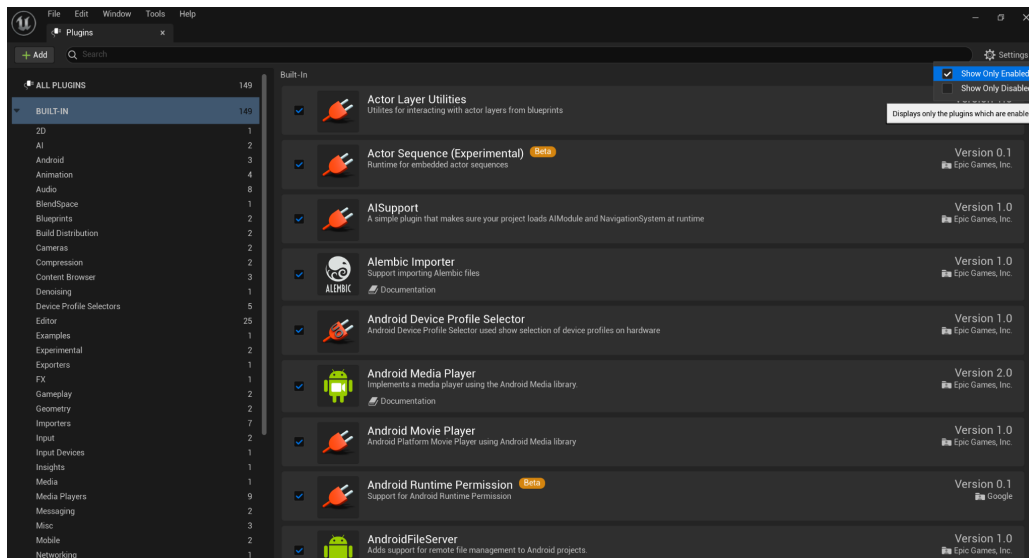 File Edit Window Tools Help
Plugins x
+ Add Search Settings
Show Only Enabled
Show Only Disable
Displays only the plugins which are enable
ALL PLUGINS 149
BUILT-IN 149
2D 1
AI 2
Android 3
Animation 4
Audio 8
BlendSpace 1
Blueprints 2
Build Distribution 2
Cameras 2
Compression 2
Content Browser 3
Denoising 1
Device Profile Selectors 5
Editor 25
Examples 1
Experimental 2
Exporters 1
FX 1
Gameplay 2
Geometry 2
Importers 7
Input 2
Input Devices 1
Insights 1
Media 1
Media Players 9
Messaging 2
Misc 3
Mobile 2
Networking 1
Built-In
Actor Layer Utilities
Utilites for interacting with actor layers from blueprints
Actor Sequence (Experimental) Beta Version 0.1
Runtime for embedded actor sequences Epic Games, Inc.
AISupport Version 1.0
A simple plugin that makes sure your project loads AIModule and NavigationSystem at runtime Epic Games, Inc.
Alembic Importer Version 1.0
Support importing Alembic files Epic Games, Inc.
ALEMBIC Documentation
Android Device Profile Selector Version 1.0
Android Device Profile Selector used show selection of device profiles on hardware Epic Games, Inc.
Android Media Player Version 2.0
Implements a media player using the Android Media library. Epic Games, Inc.
Documentation
Android Movie Player Version 1.0
Android Platform Movie Player using Android Media library Epic Games, Inc.
Android Runtime Permission Beta Version 0.1
Support for Android Runtime Permission Google
AndroidFileServer Version 1.0
Adds support for remote file management to Android projects. Epic Games, Inc.